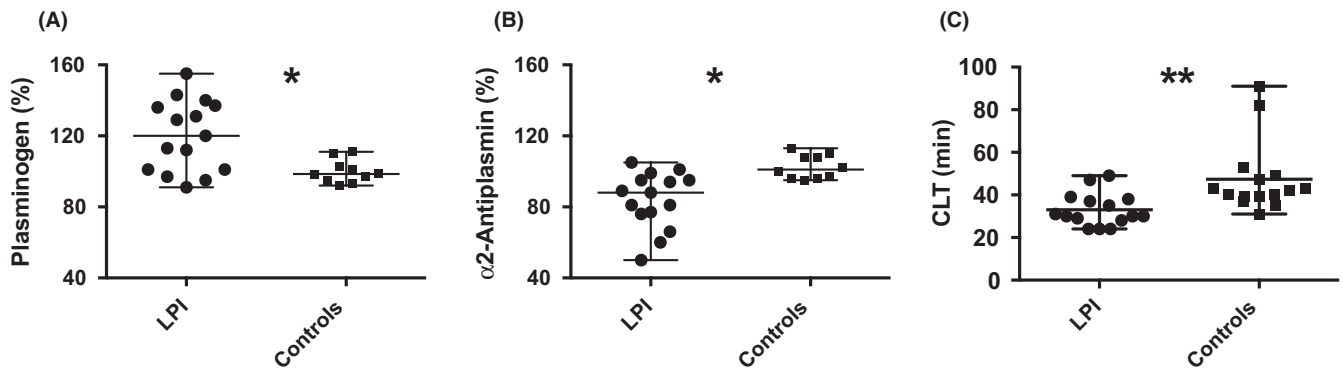 (A)
Plasminogen (%)
160
120
80
40
*
LPI
Controls
(B)
α2-Antiplasmin (%)
160
120
80
40
*
LPI
Controls
(C)
CLT (min)
100
80
60
40
20
0
**
LPI
Controls